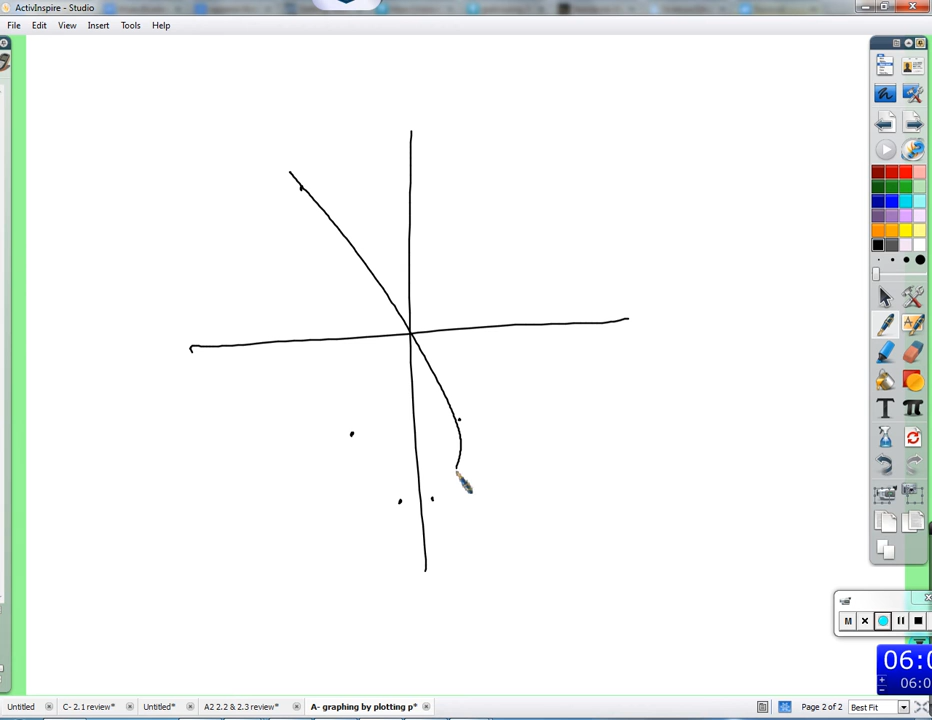 ActivInspire - Studio
File Edit View Insert Tools Help
M
06:0
06:0
Untitled C- 2.1 review* Untitled* A2 2.2 & 2.3 review* A- graphing by plotting p* Page 2 of 2 Best Fit